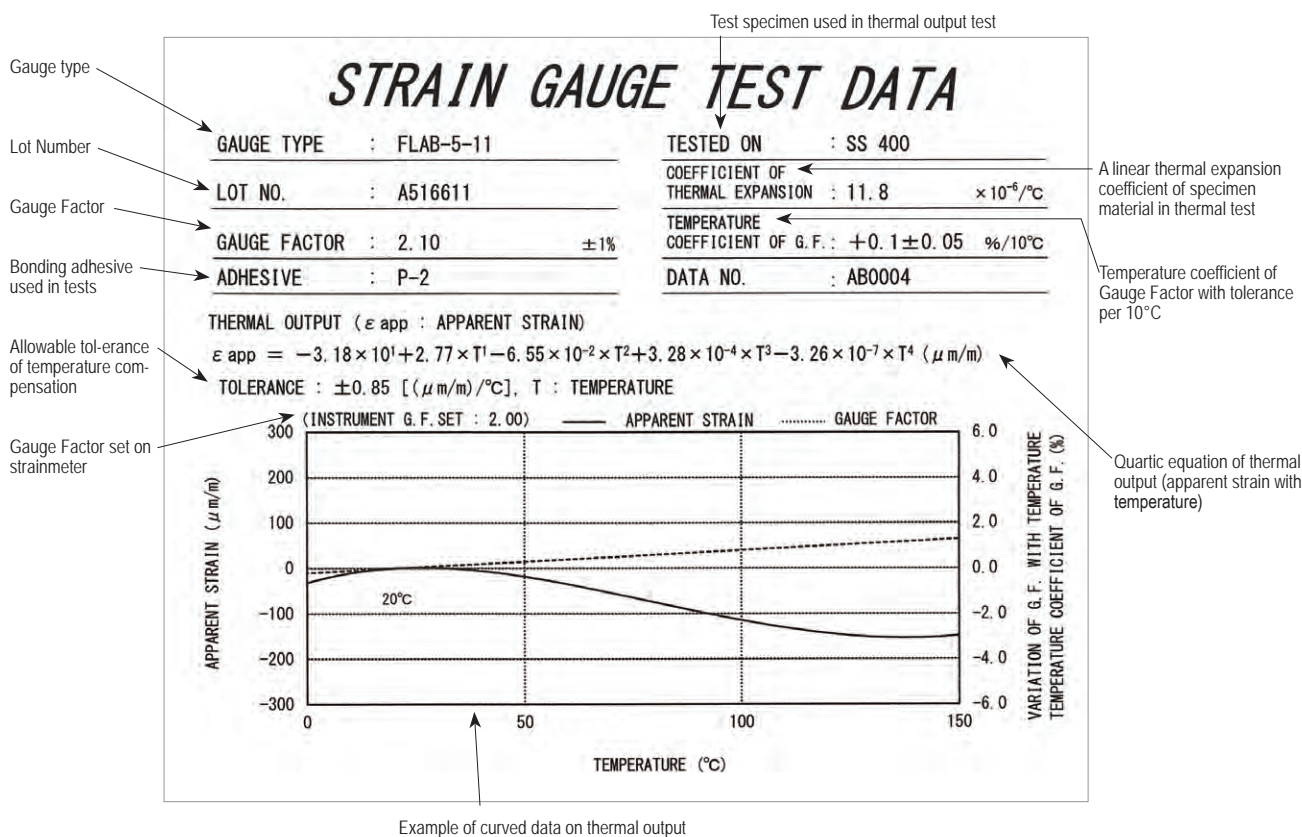 Test specimen used in thermal output test
STRAIN GAUGE TEST DATA
Gauge type
GAUGE TYPE : FLAB-5-11
TESTED ON : SS 400
Lot Number
LOT NO. : A516611
COEFFICIENT OF
THERMAL EXPANSION : 11.8 ×10⁻⁶/℃
A linear thermal expansion
coefficient of specimen
material in thermal test
Gauge Factor
GAUGE FACTOR : 2.10 ±1%
TEMPERATURE
COEFFICIENT OF G.F. : +0.1±0.05 %/10℃
Bonding adhesive
used in tests
ADHESIVE : P-2
DATA NO. : AB0004
Temperature coefficient of
Gauge Factor with tolerance
per 10°C
THERMAL OUTPUT (ε app : APPARENT STRAIN)
ε app = −3.18×10¹+2.77×T¹−6.55×10⁻²×T²+3.28×10⁻⁴×T³−3.26×10⁻⁷×T⁴ (μm/m)
Allowable tol-erance
of temperature com-
pensation
TOLERANCE : ±0.85 [(μm/m)/℃], T : TEMPERATURE
Gauge Factor set on
strainmeter
(INSTRUMENT G.F.SET : 2.00) APPARENT STRAIN GAUGE FACTOR
Quartic equation of thermal
output (apparent strain with
temperature)
300
200
100
0
−100
−200
−300
APPARENT STRAIN (μm/m)
20℃
6.0
4.0
2.0
0.0
−2.0
−4.0
−6.0
VARIATION OF G.F. WITH TEMPERATURE
TEMPERATURE COEFFICIENT OF G.F. (%)
0 50 100 150
TEMPERATURE (℃)
Example of curved data on thermal output